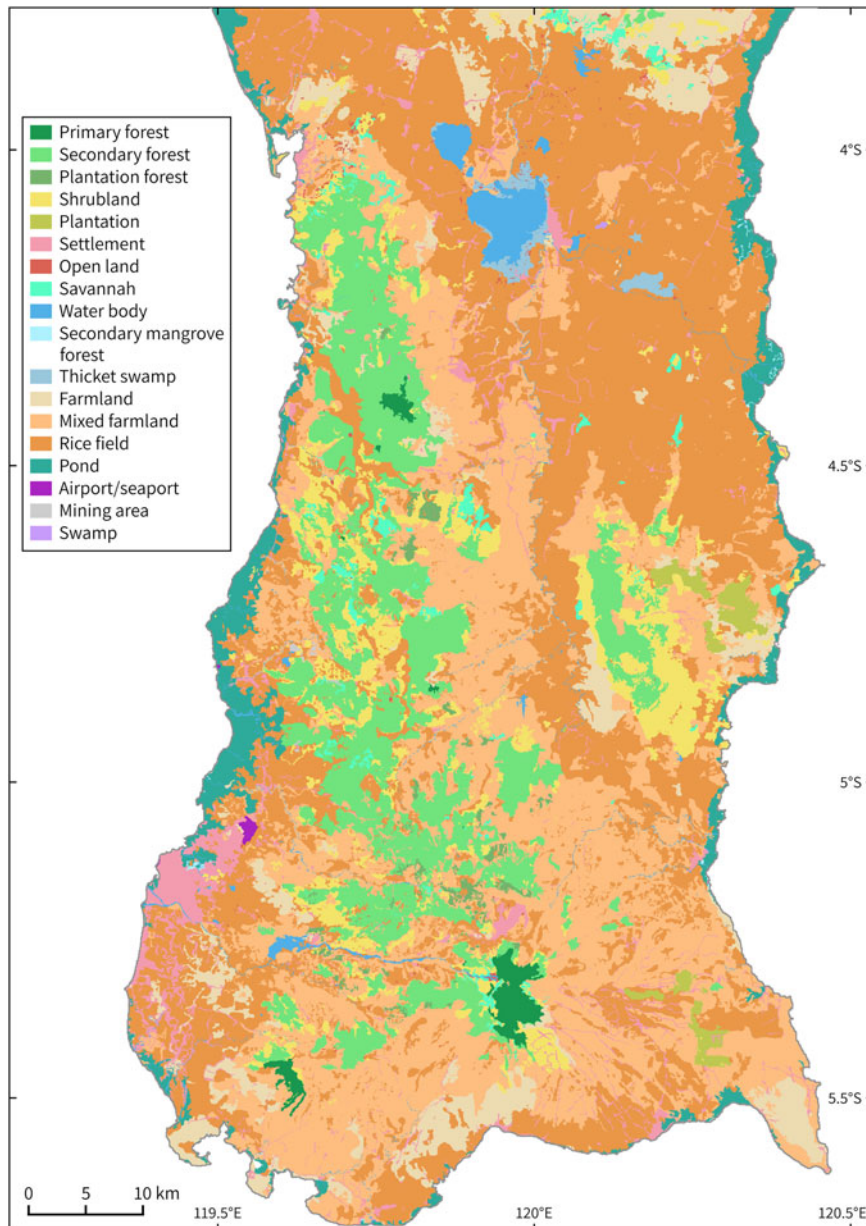 Primary forest
Secondary forest
Plantation forest
Shrubland
Plantation
Settlement
Open land
Savannah
Water body
Secondary mangrove
forest
Thicket swamp
Farmland
Mixed farmland
Rice field
Pond
Airport/seaport
Mining area
Swamp
4°S
4.5°S
5°S
5.5°S
0 5 10 km
119.5°E 120°E 120.5°E